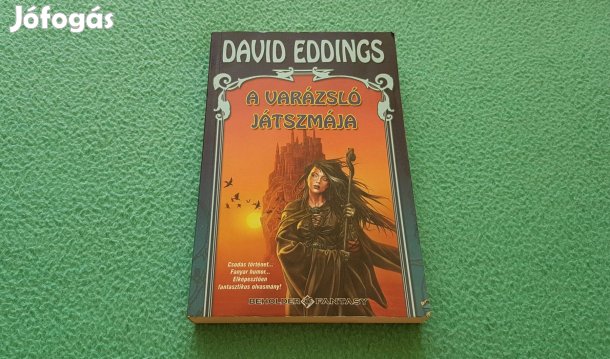 Jófogás
DAVID EDDINGS
A VARÁZSLÓ
JÁTSZMÁJA
Csodás történet...
Fanyar humor...
Elképesztően
fantasztikus olvasmány!
BEHOLDER FANTASY